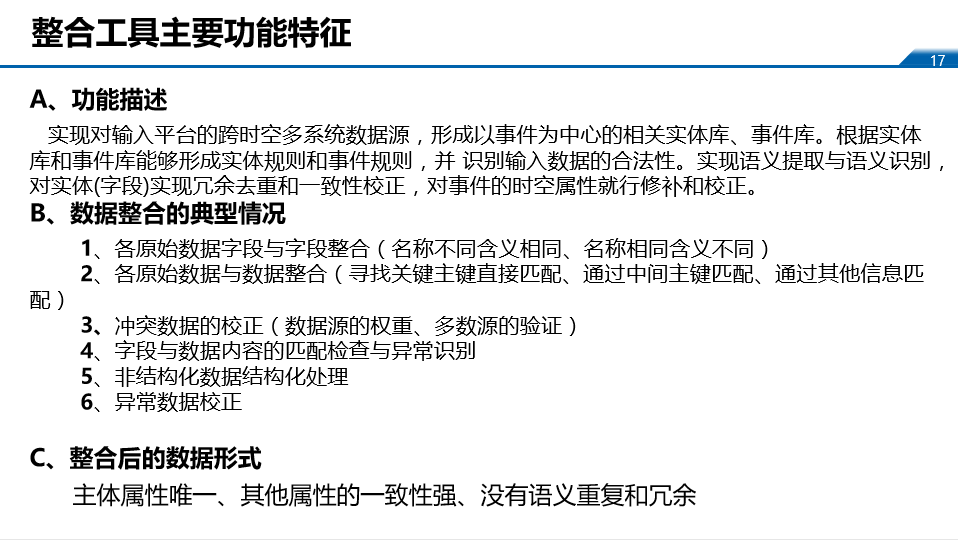 整合工具主要功能特征
17
A、功能描述
实现对输入平台的跨时空多系统数据源，形成以事件为中心的相关实体库、事件库。根据实体
库和事件库能够形成实体规则和事件规则，并 识别输入数据的合法性。实现语义提取与语义识别，
对实体(字段)实现冗余去重和一致性校正，对事件的时空属性就行修补和校正。
B、数据整合的典型情况
1、各原始数据字段与字段整合（名称不同含义相同、名称相同含义不同）
2、各原始数据与数据整合（寻找关键主键直接匹配、通过中间主键匹配、通过其他信息匹
配）
3、冲突数据的校正（数据源的权重、多数源的验证）
4、字段与数据内容的匹配检查与异常识别
5、非结构化数据结构化处理
6、异常数据校正
C、整合后的数据形式
主体属性唯一、其他属性的一致性强、没有语义重复和冗余